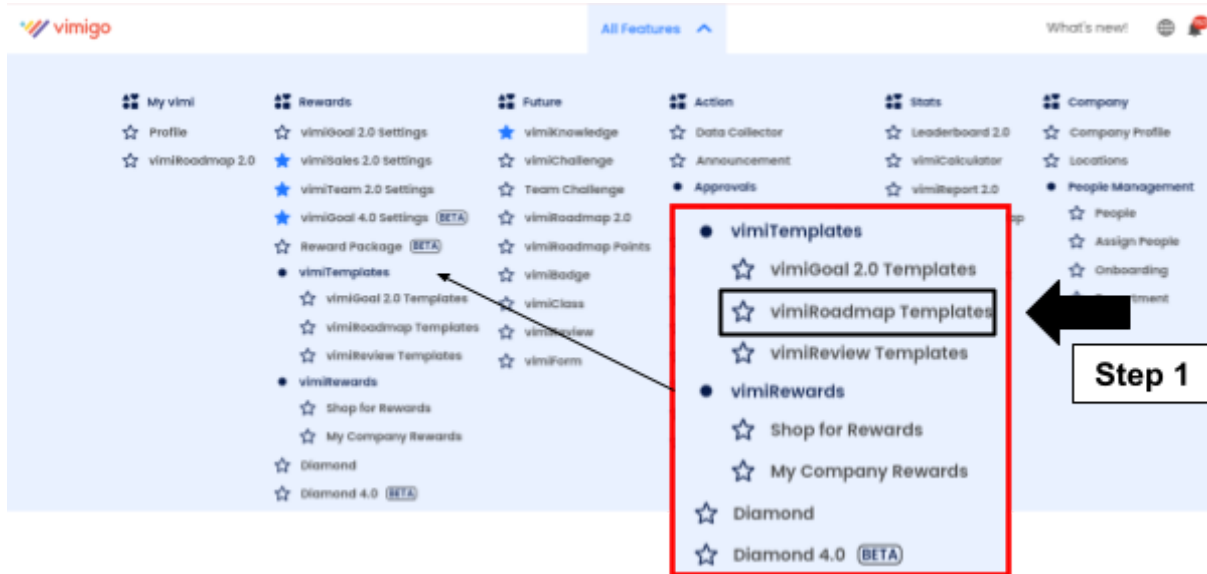 vimigo
All Features
What's new!
My vimi
Profile
vimiRoadmap 2.0
Rewards
vimiGoal 2.0 Settings
vimiSales 2.0 Settings
vimiTeam 2.0 Settings
vimiGoal 4.0 Settings BETA
Reward Package BETA
vimiTemplates
vimiGoal 2.0 Templates
vimiRoadmap Templates
vimiReview Templates
vimiRewards
Shop for Rewards
My Company Rewards
Diamond
Diamond 4.0 BETA
Future
vimiKnowledge
vimiChallenge
Team Challenge
vimiRoadmap 2.0
vimiRoadmap Points
vimiBadge
vimiClass
vimiReview
vimiForm
Action
Data Collector
Announcement
Approvals
Stats
Leaderboard 2.0
vimiCalculator
vimiReport 2.0
Company
Company Profile
Locations
People Management
People
Assign People
Onboarding
vimiTemplates
vimiGoal 2.0 Templates
vimiRoadmap Templates
vimiReview Templates
vimiRewards
Shop for Rewards
My Company Rewards
Diamond
Diamond 4.0 BETA
Step 1